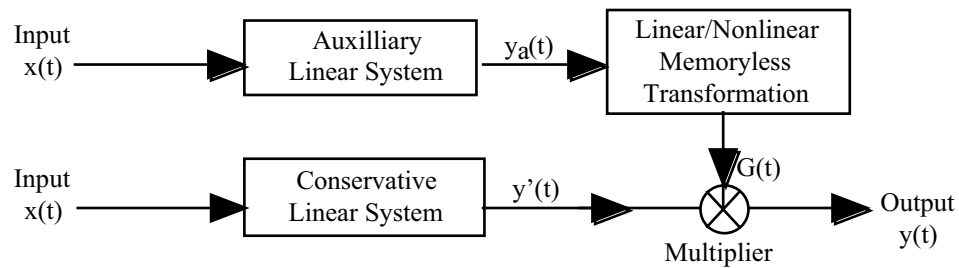 Input
x(t)
Auxilliary
Linear System
ya(t)
Linear/Nonlinear
Memoryless
Transformation
G(t)
Input
x(t)
Conservative
Linear System
y’(t)
Multiplier
Output
y(t)